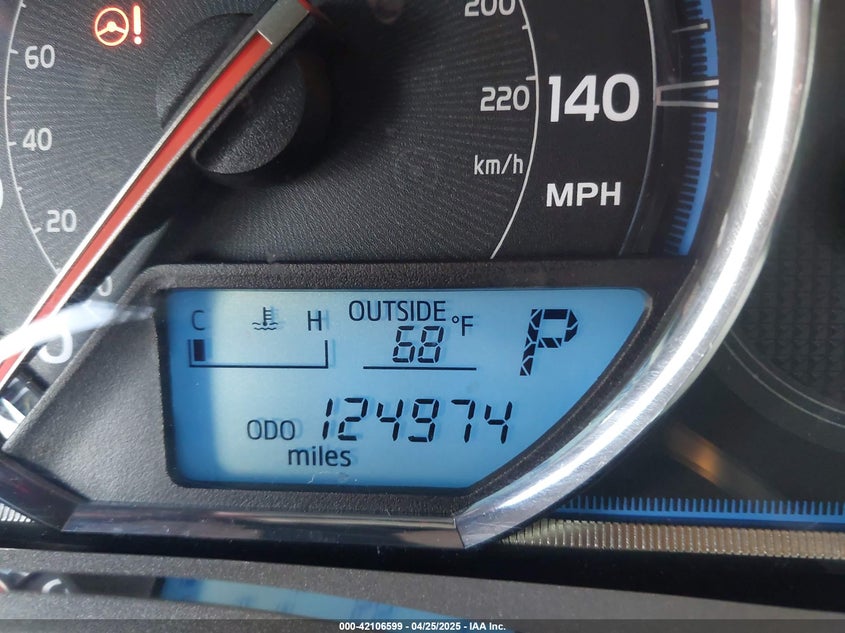 60
40
20
0
200
220
km/h
140
MPH
C
H
OUTSIDE
68 °F
P
ODO 124974
miles
000-42106599 - 04/25/2025 - IAA Inc.